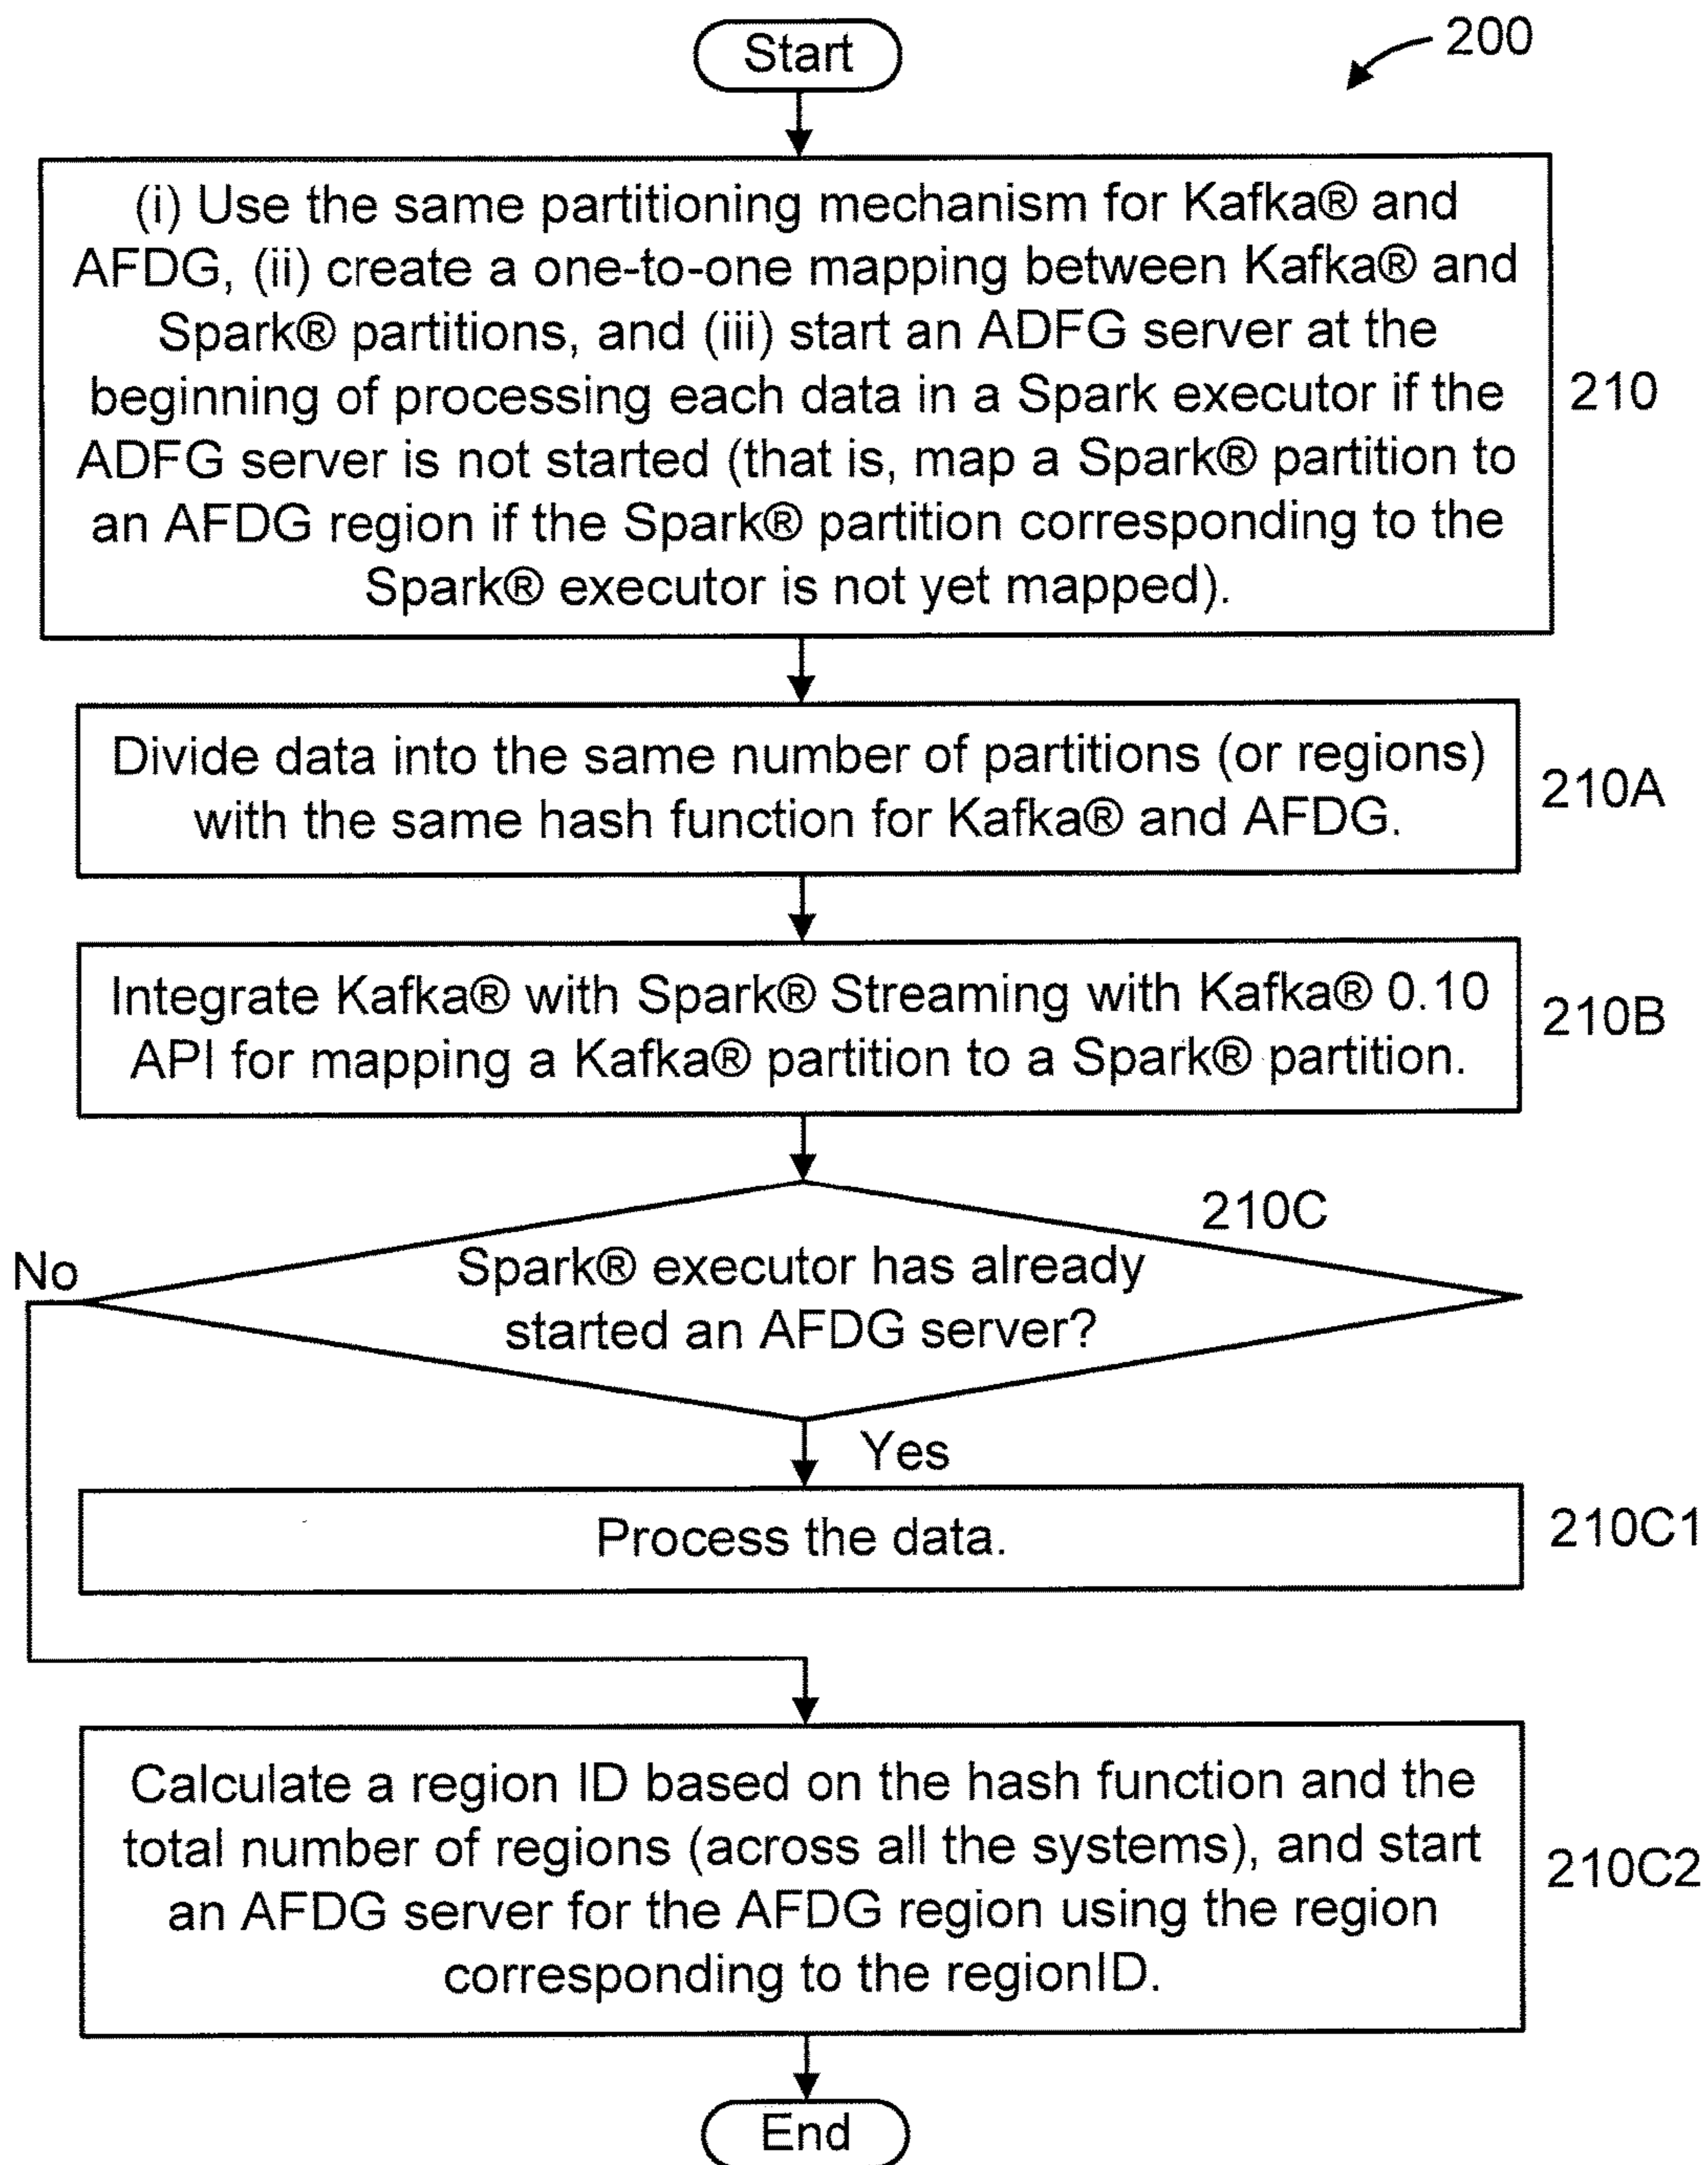 Start
200
(i) Use the same partitioning mechanism for Kafka® and
AFDG, (ii) create a one-to-one mapping between Kafka® and
Spark® partitions, and (iii) start an ADFG server at the
beginning of processing each data in a Spark executor if the
ADFG server is not started (that is, map a Spark® partition to
an AFDG region if the Spark® partition corresponding to the
Spark® executor is not yet mapped).
210
Divide data into the same number of partitions (or regions)
with the same hash function for Kafka® and AFDG.
210A
Integrate Kafka® with Spark® Streaming with Kafka® 0.10
API for mapping a Kafka® partition to a Spark® partition.
210B
210C
No
Spark® executor has already
started an AFDG server?
Yes
Process the data.
210C1
Calculate a region ID based on the hash function and the
total number of regions (across all the systems), and start
an AFDG server for the AFDG region using the region
corresponding to the regionID.
210C2
End